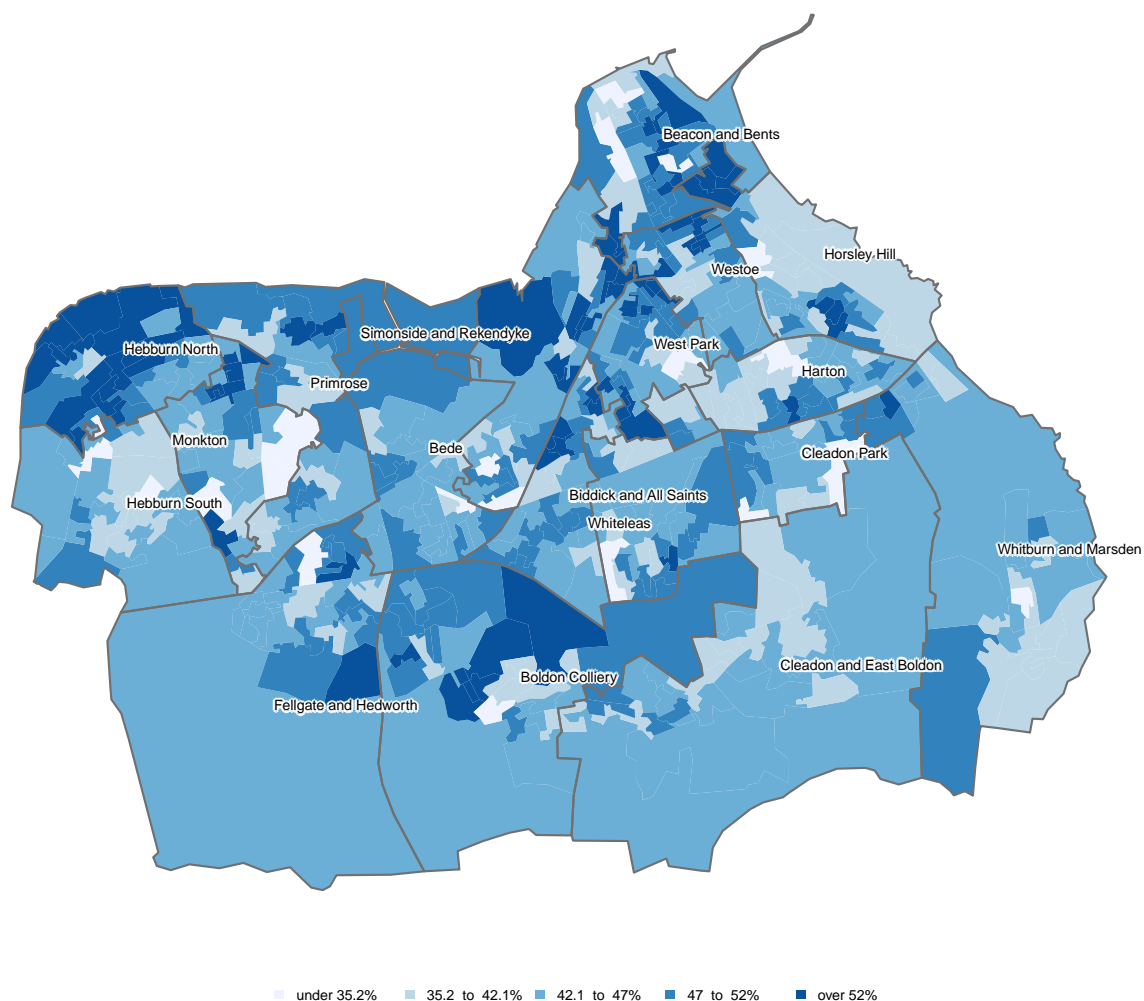 Beacon and Bents
Horsley Hill
Westoe
Simonside and Rekendyke
West Park
Hebburn North
Harton
Primrose
Monkton
Bede
Cleadon Park
Biddick and All Saints
Hebburn South
Whiteleas
Whitburn and Marsden
Cleadon and East Boldon
Boldon Colliery
Fellgate and Hedworth
under 35.2% 35.2 to 42.1% 42.1 to 47% 47 to 52% over 52%